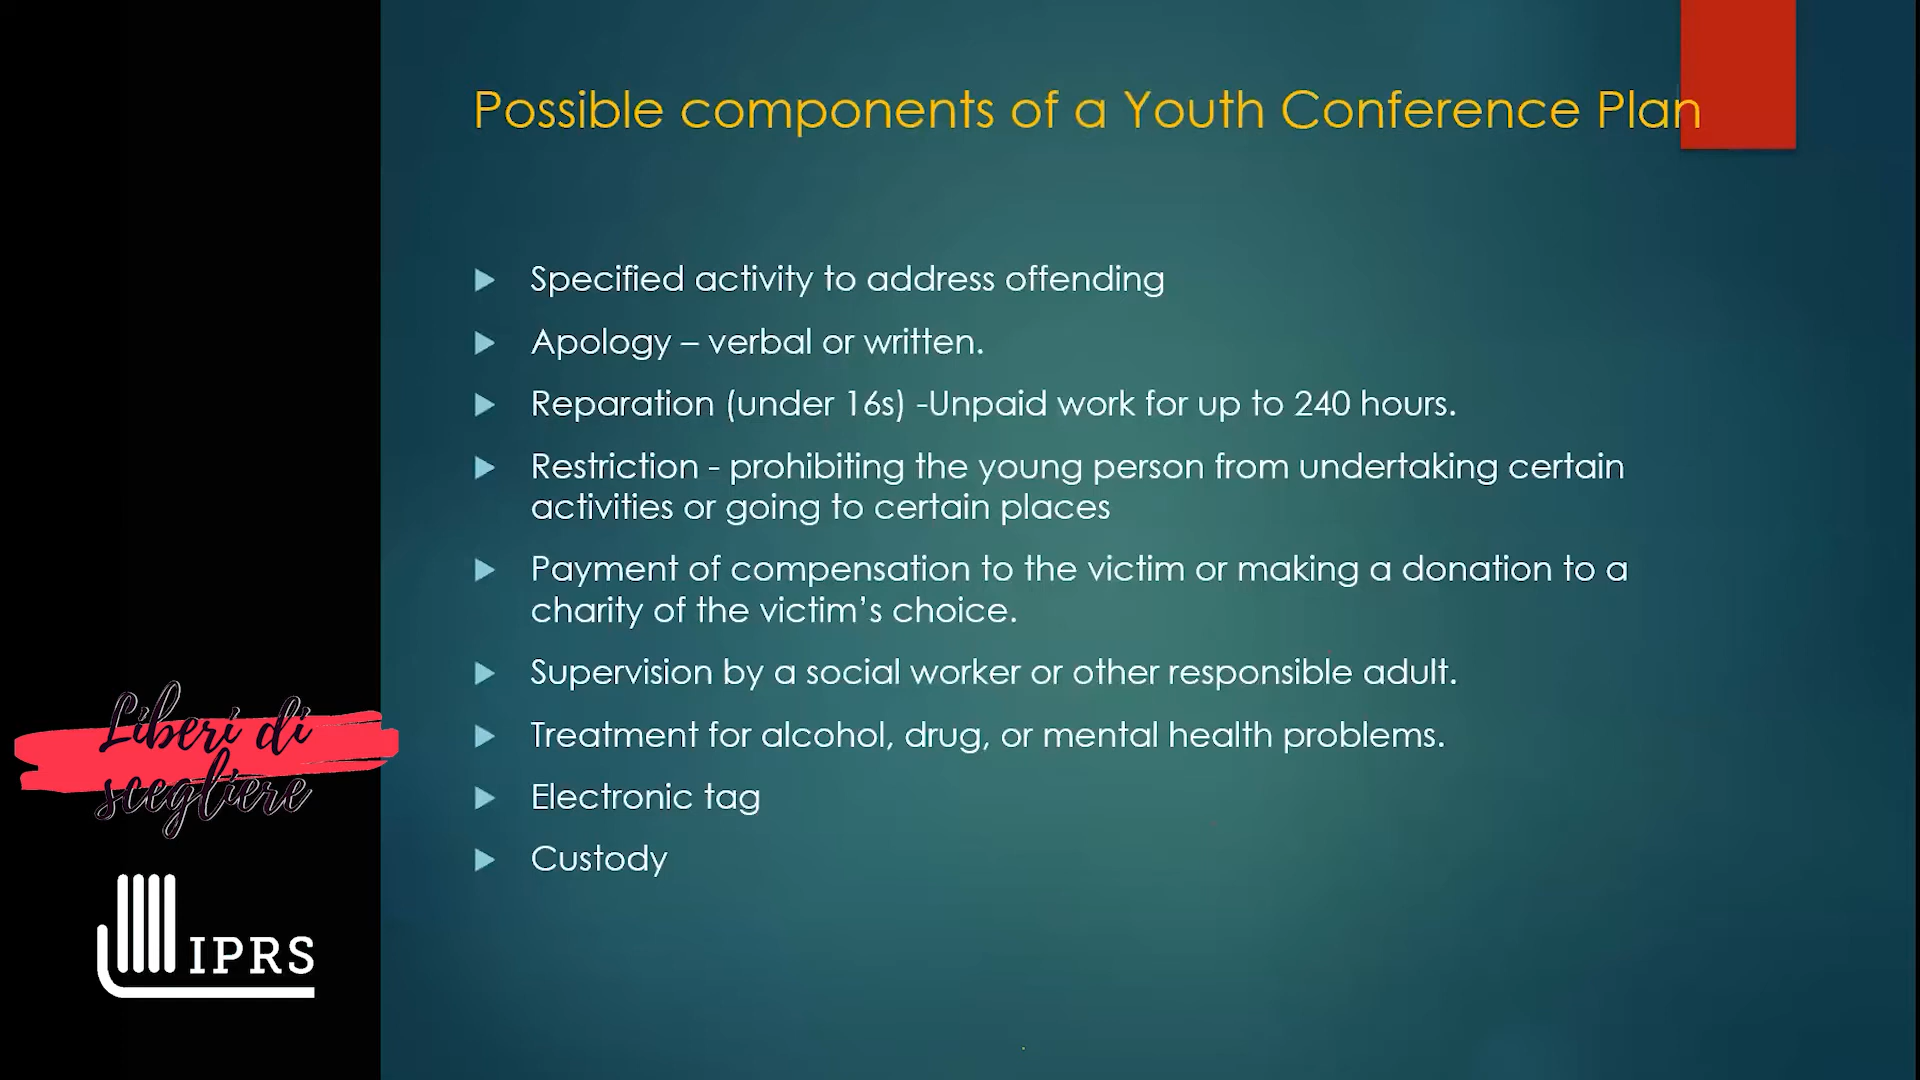 Possible components of a Youth Conference Plan
Specified activity to address offending
Apology – verbal or written.
Reparation (under 16s) -Unpaid work for up to 240 hours.
Restriction - prohibiting the young person from undertaking certain
activities or going to certain places
Payment of compensation to the victim or making a donation to a
charity of the victim’s choice.
Supervision by a social worker or other responsible adult.
Treatment for alcohol, drug, or mental health problems.
Electronic tag
Custody
Liberi di
scegliere
IPRS